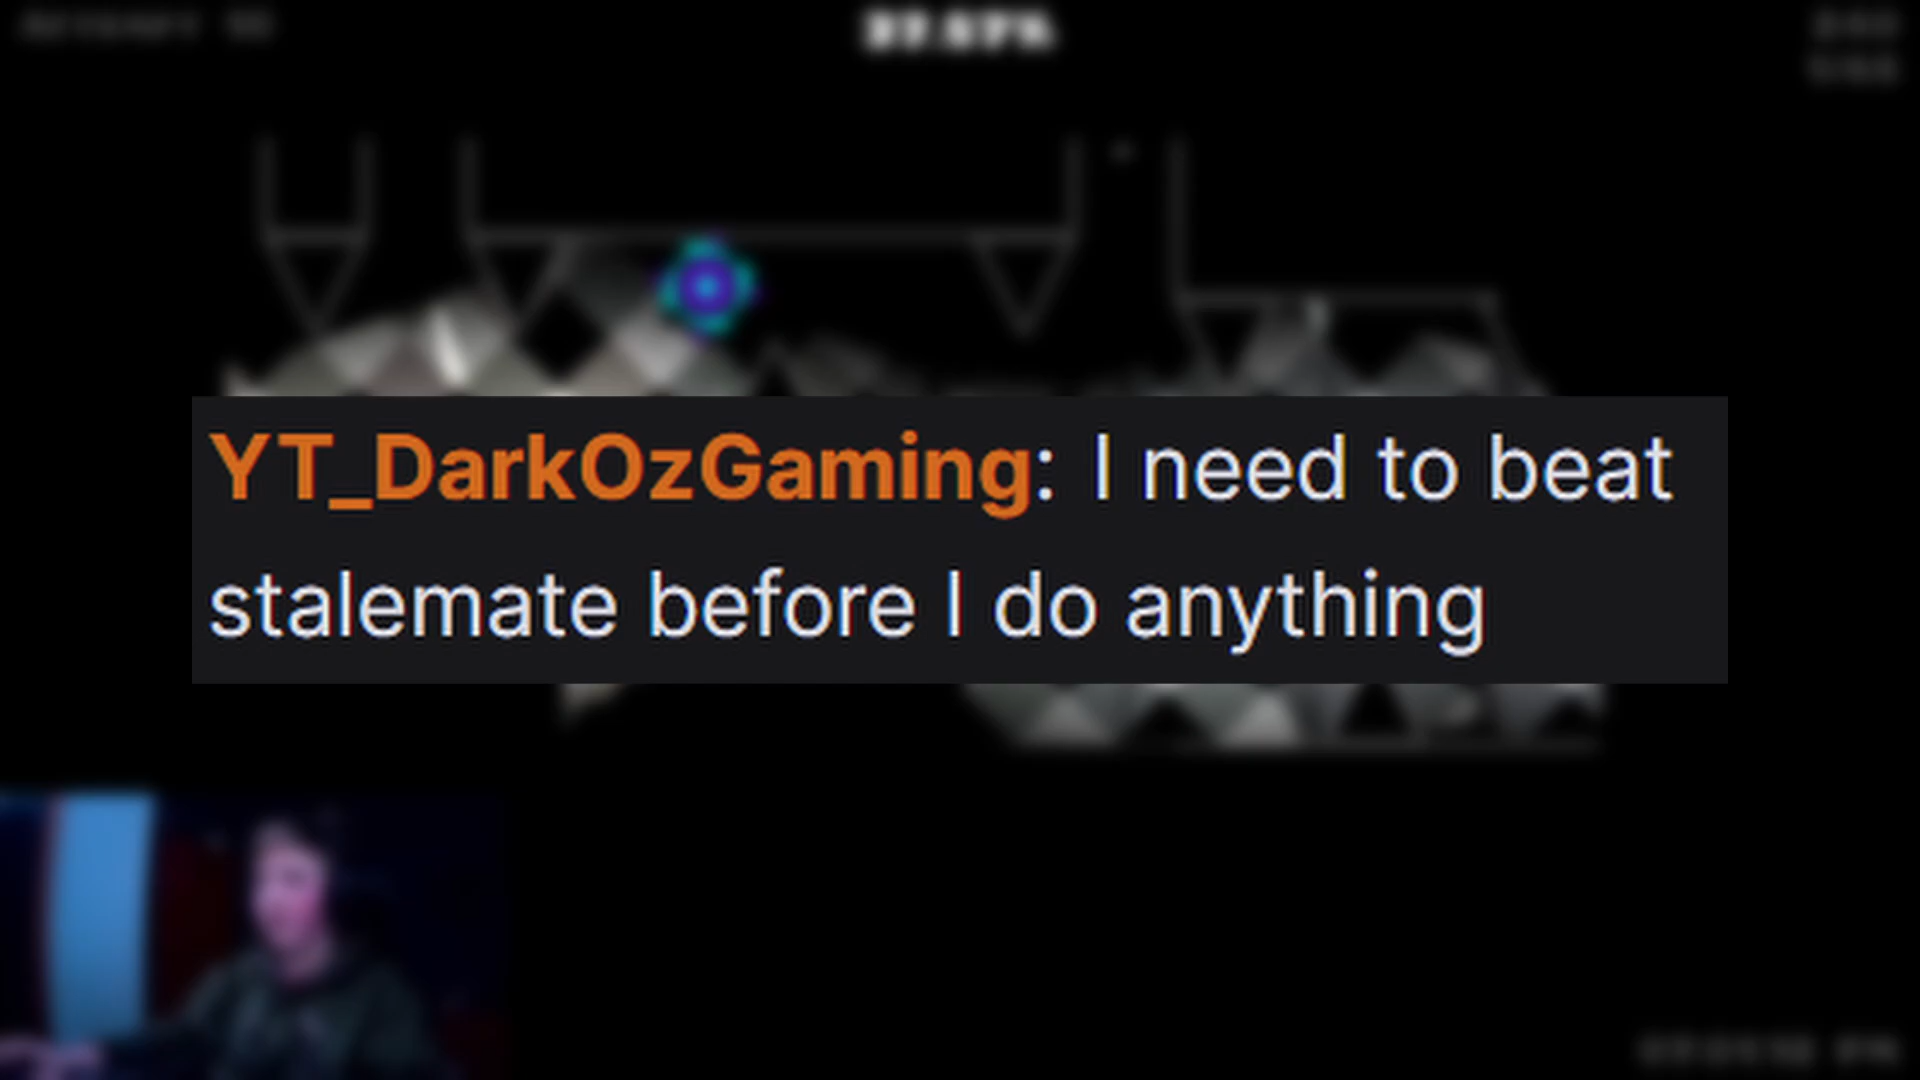 YT_DarkOzGaming: I need to beat
stalemate before I do anything